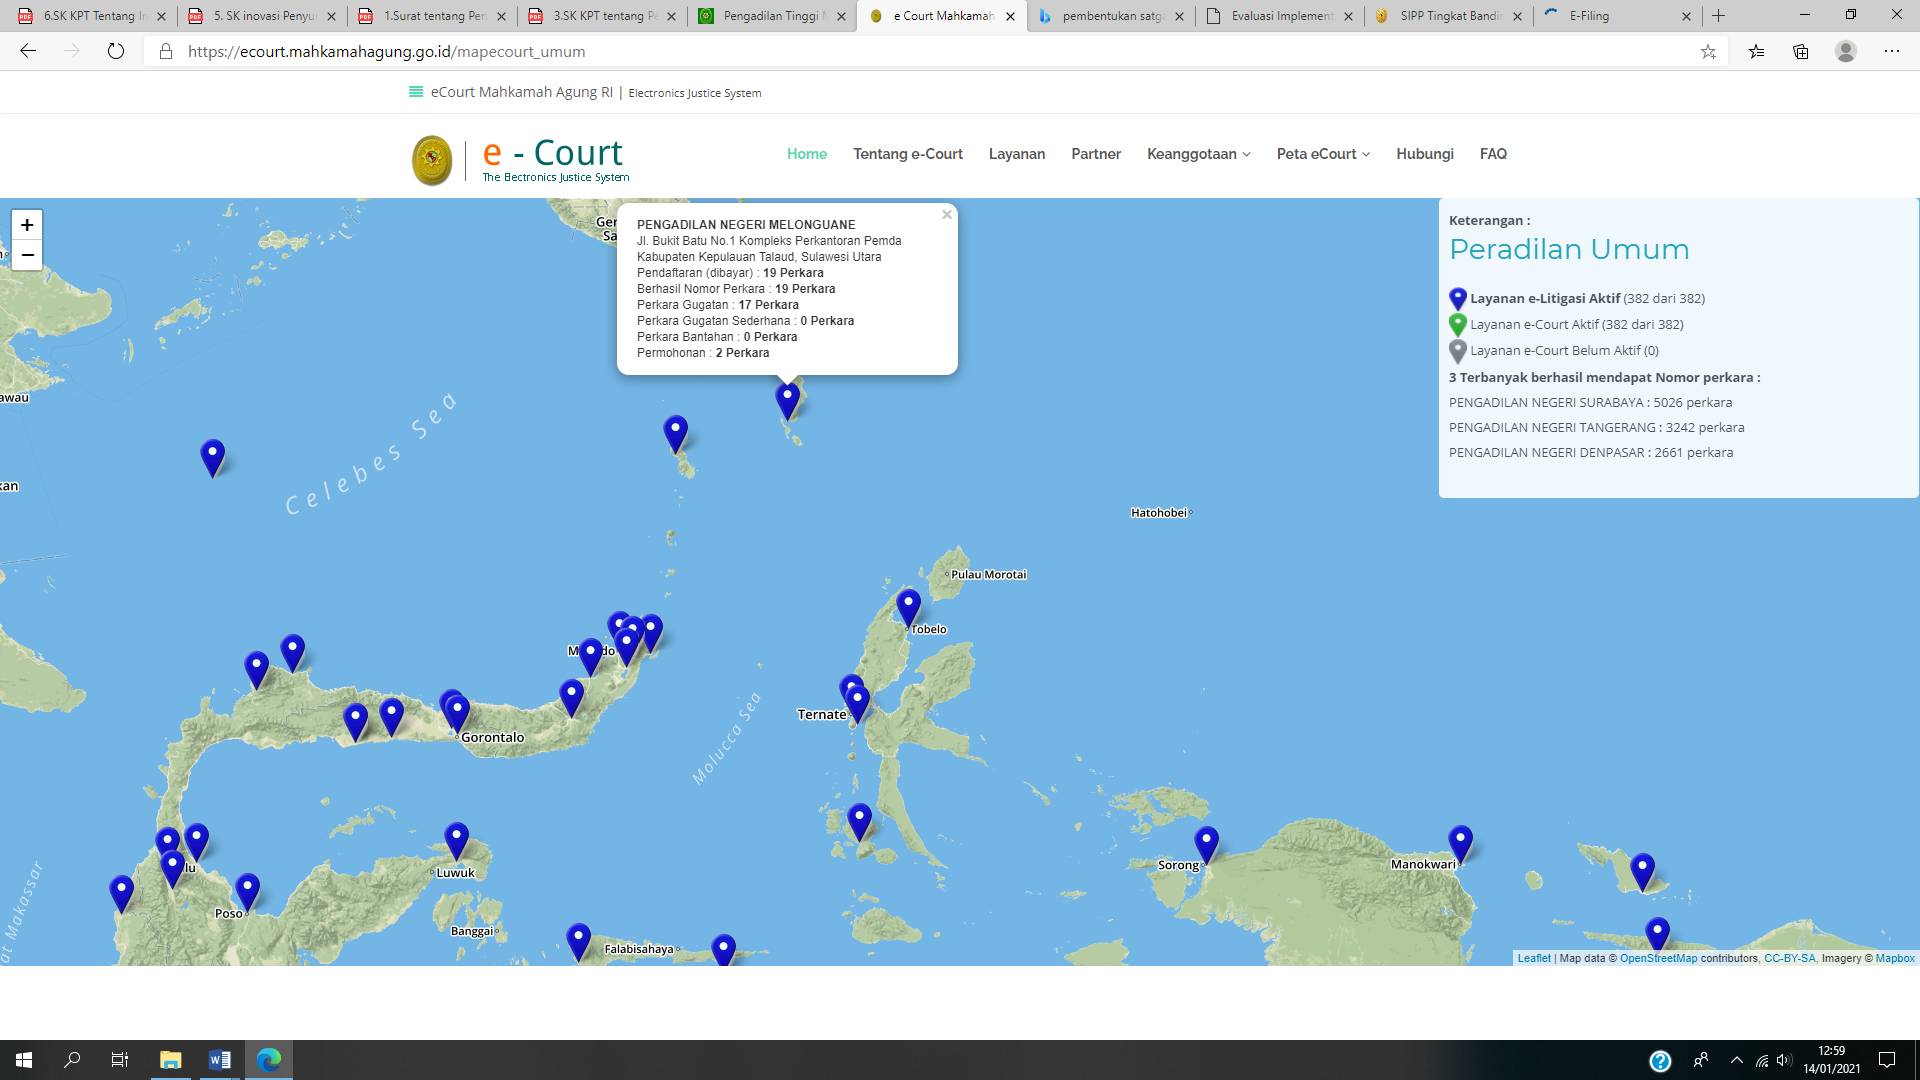 6.SK KPT Tentang In
5. SK inovasi Penyu
1.Surat tentang Pen
3.SK KPT tentang Pe
Pengadilan Tinggi M
e Court Mahkamah
pembentukan satga
Evaluasi Implement
SIPP Tingkat Bandin
E-Filing
https://ecourt.mahkamahagung.go.id/mapecourt_umum
eCourt Mahkamah Agung RI | Electronics Justice System
e - Court
The Electronics Justice System
Home
Tentang e-Court
Layanan
Partner
Keanggotaan
Peta eCourt
Hubungi
FAQ
+
−
Gen
Sa
×
PENGADILAN NEGERI MELONGUANE
Jl. Bukit Batu No.1 Kompleks Perkantoran Pemda
Kabupaten Kepulauan Talaud, Sulawesi Utara
Pendaftaran (dibayar) : 19 Perkara
Berhasil Nomor Perkara : 19 Perkara
Perkara Gugatan : 17 Perkara
Perkara Gugatan Sederhana : 0 Perkara
Perkara Bantahan : 0 Perkara
Permohonan : 2 Perkara
Keterangan :
Peradilan Umum
Layanan e-Litigasi Aktif (382 dari 382)
Layanan e-Court Aktif (382 dari 382)
Layanan e-Court Belum Aktif (0)
3 Terbanyak berhasil mendapat Nomor perkara :
PENGADILAN NEGERI SURABAYA : 5026 perkara
PENGADILAN NEGERI TANGERANG : 3242 perkara
PENGADILAN NEGERI DENPASAR : 2661 perkara
awau
kan
Celebes Sea
Hatohobei
Pulau Morotai
Tobelo
M do
Ternate
Gorontalo
Molucca Sea
lu
Luwuk
Poso
Banggai
Falabisahaya
Sorong
Manokwari
at Makassar
Leaflet | Map data © OpenStreetMap contributors, CC-BY-SA, Imagery © Mapbox
12:59
14/01/2021